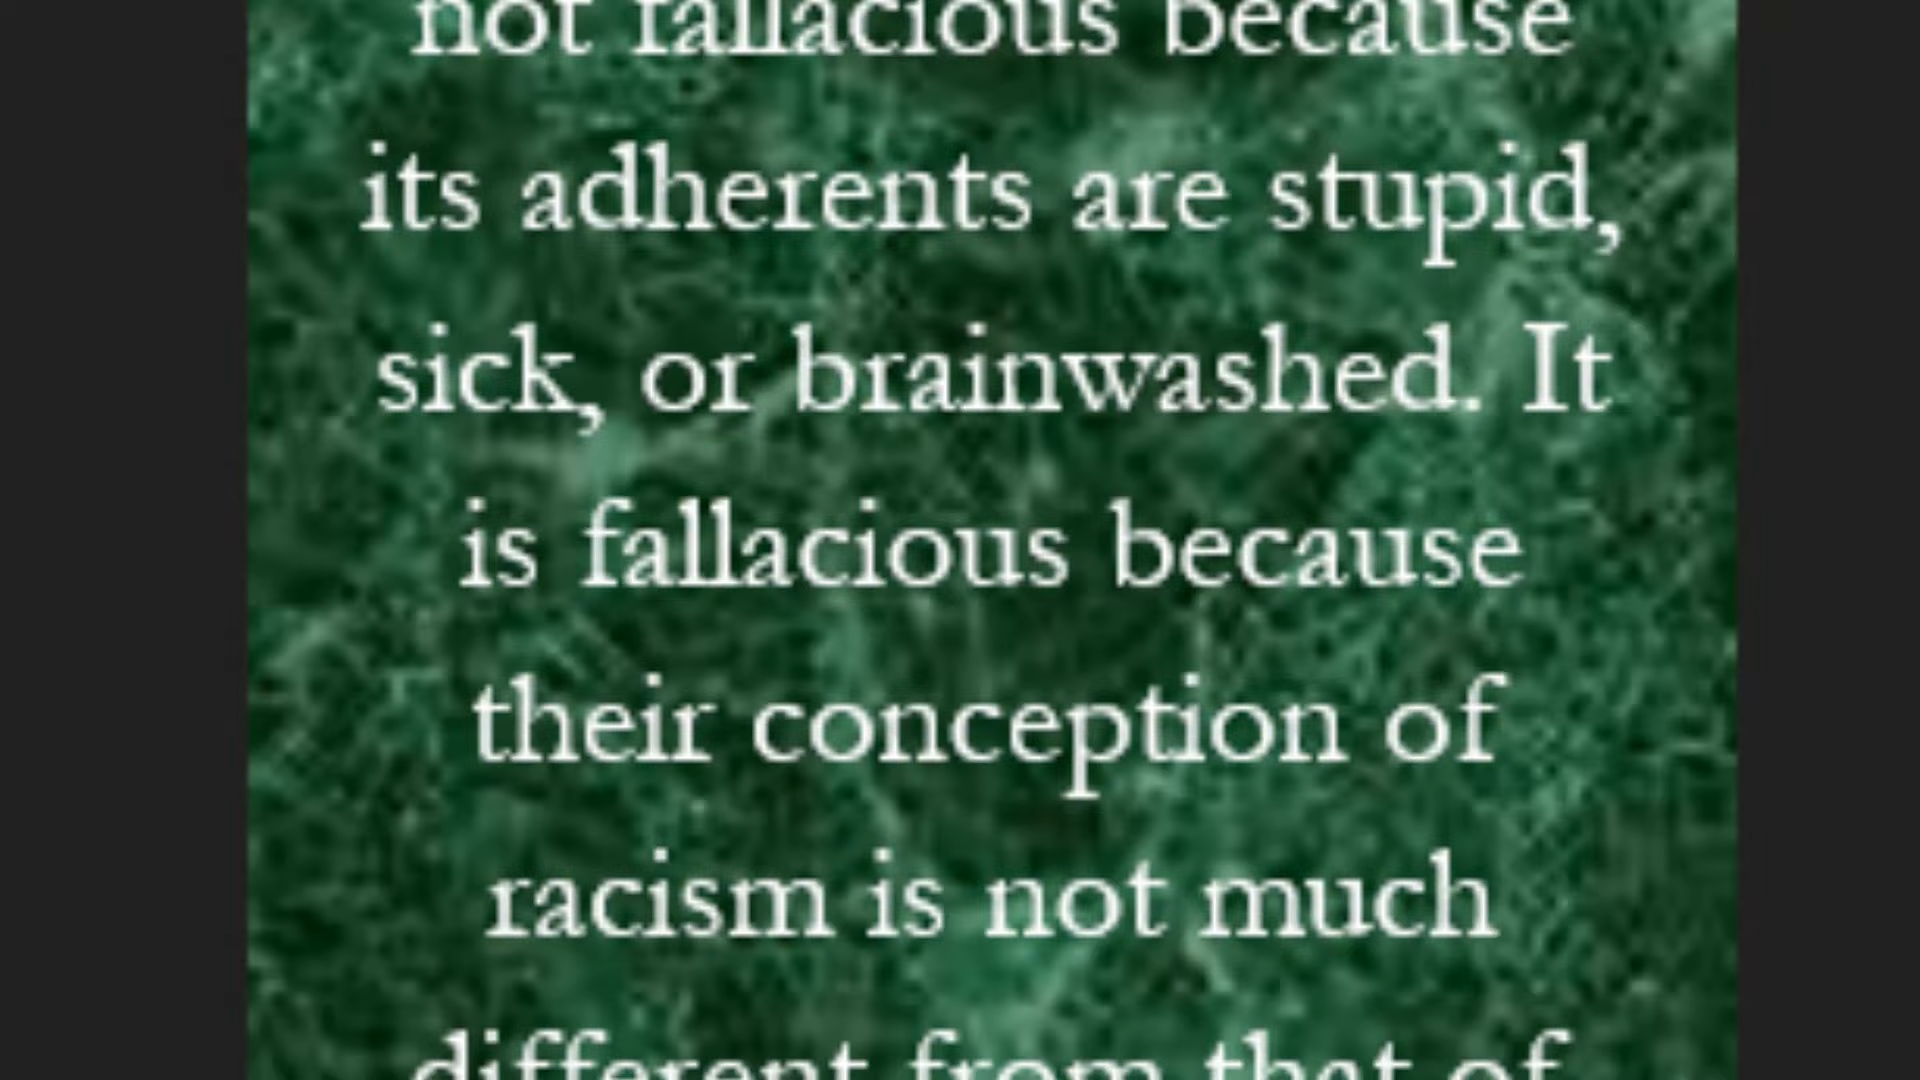 not fallacious because
its adherents are stupid,
sick, or brainwashed. It
is fallacious because
their conception of
racism is not much
different from that of